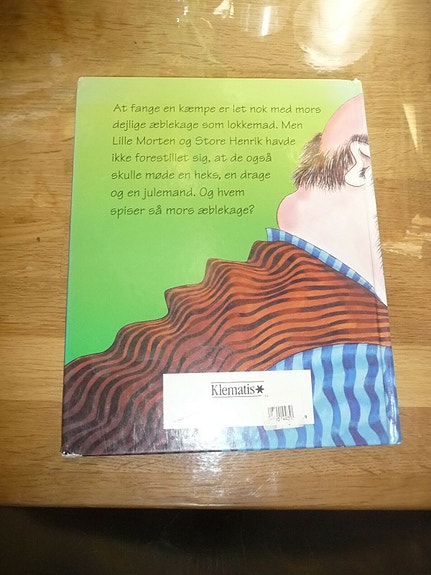 At fange en kæmpe er let nok med mors
dejlige æblekage som lokkemad. Men
Lille Morten og Store Henrik havde
ikke forestillet sig, at de også
skulle møde en heks, en drage
og en julemand. Og hvem
spiser så mors æblekage?
Klematis